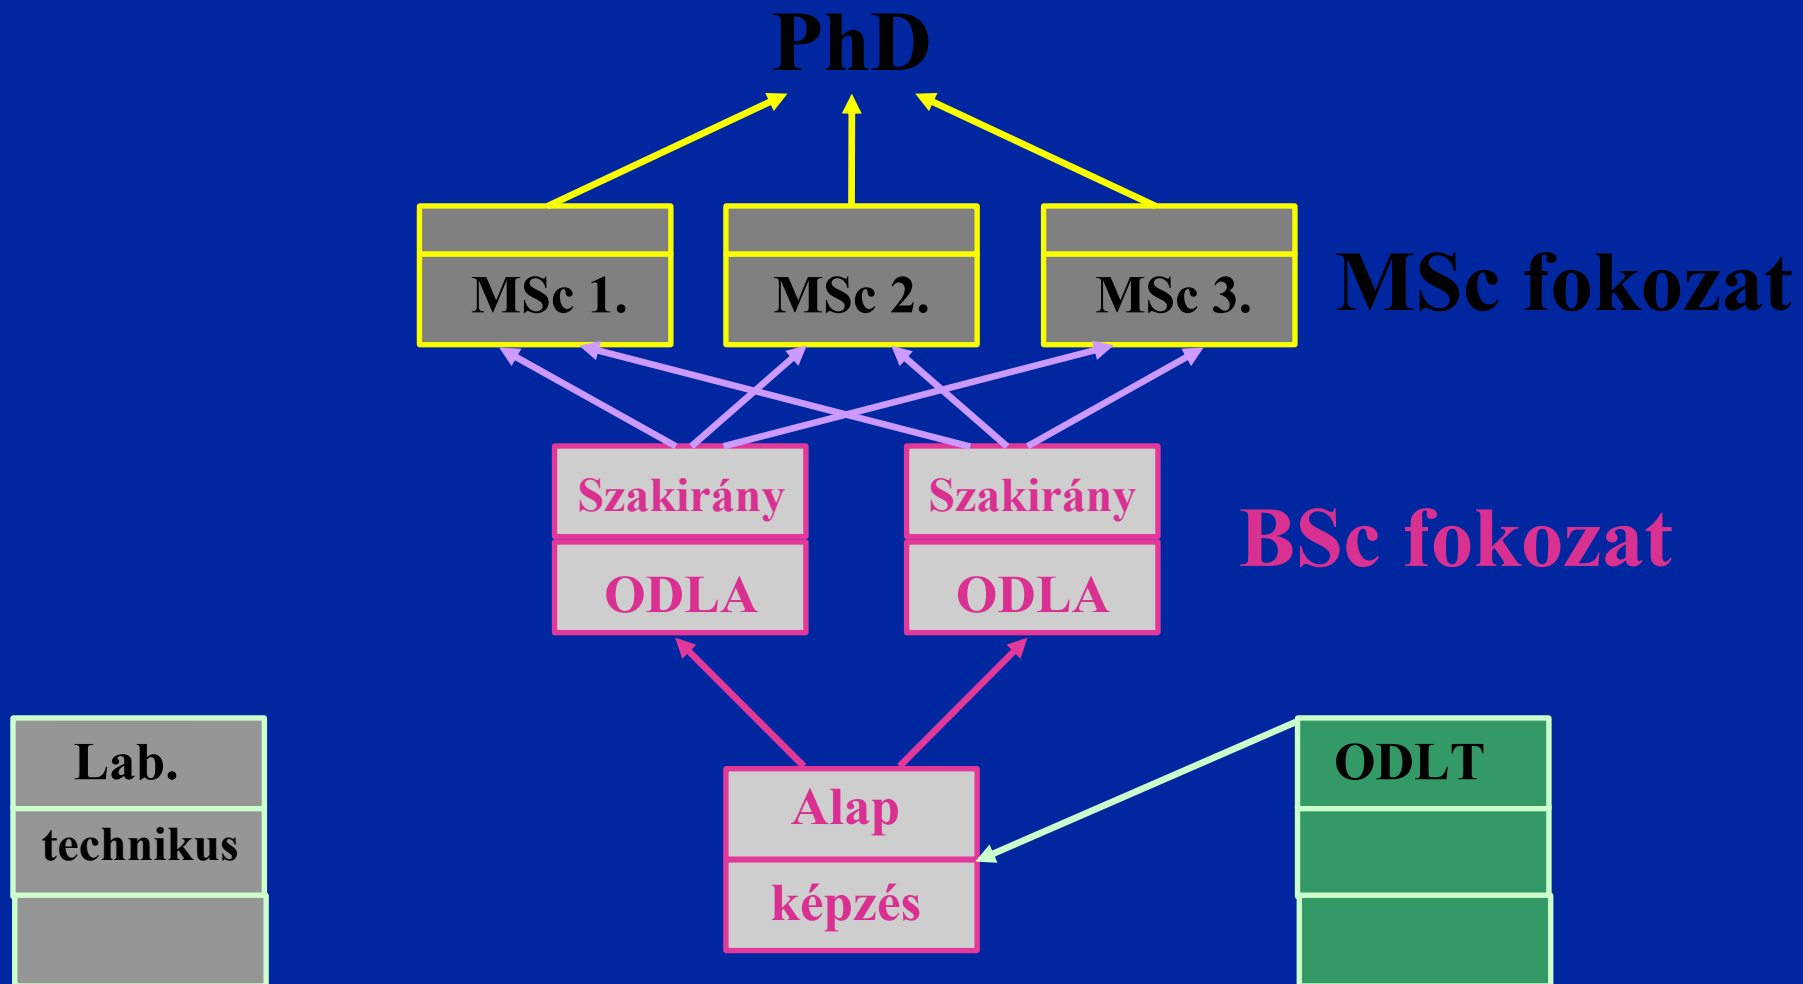 PhD
MSc 1.
MSc 2.
MSc 3.
MSc fokozat
Szakirány
ODLA
Szakirány
ODLA
BSc fokozat
Lab.
technikus
Alap
képzés
ODLT